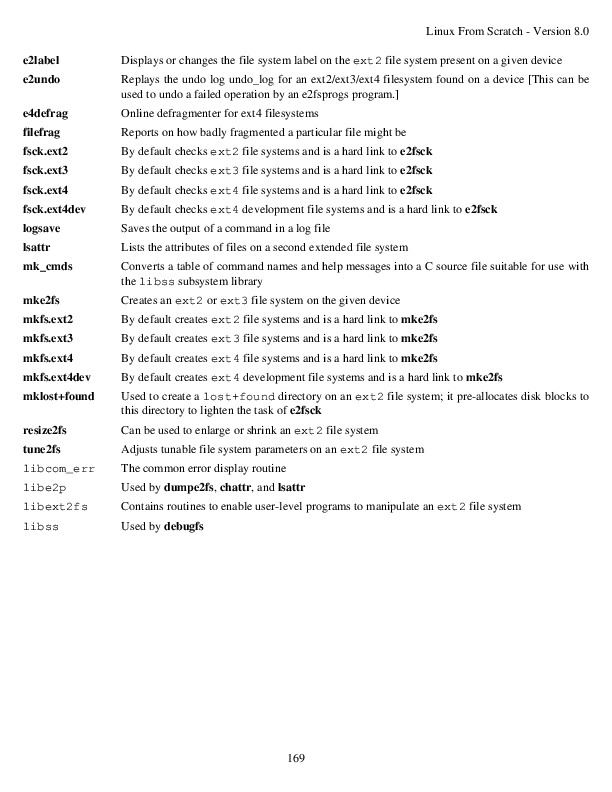 Linux From Scratch - Version 8.0
e2label Displays or changes the file system label on the ext2 file system present on a given device
e2undo Replays the undo log undo_log for an ext2/ext3/ext4 filesystem found on a device [This can be
used to undo a failed operation by an e2fsprogs program.]
e4defrag Online defragmenter for ext4 filesystems
filefrag Reports on how badly fragmented a particular file might be
fsck.ext2 By default checks ext2 file systems and is a hard link to e2fsck
fsck.ext3 By default checks ext3 file systems and is a hard link to e2fsck
fsck.ext4 By default checks ext4 file systems and is a hard link to e2fsck
fsck.ext4dev By default checks ext4 development file systems and is a hard link to e2fsck
logsave Saves the output of a command in a log file
lsattr Lists the attributes of files on a second extended file system
mk_cmds Converts a table of command names and help messages into a C source file suitable for use with
the libss subsystem library
mke2fs Creates an ext2 or ext3 file system on the given device
mkfs.ext2 By default creates ext2 file systems and is a hard link to mke2fs
mkfs.ext3 By default creates ext3 file systems and is a hard link to mke2fs
mkfs.ext4 By default creates ext4 file systems and is a hard link to mke2fs
mkfs.ext4dev By default creates ext4 development file systems and is a hard link to mke2fs
mklost+found Used to create a lost+found directory on an ext2 file system; it pre-allocates disk blocks to
this directory to lighten the task of e2fsck
resize2fs Can be used to enlarge or shrink an ext2 file system
tune2fs Adjusts tunable file system parameters on an ext2 file system
libcom_err The common error display routine
libe2p Used by dumpe2fs, chattr, and lsattr
libext2fs Contains routines to enable user-level programs to manipulate an ext2 file system
libss Used by debugfs
169